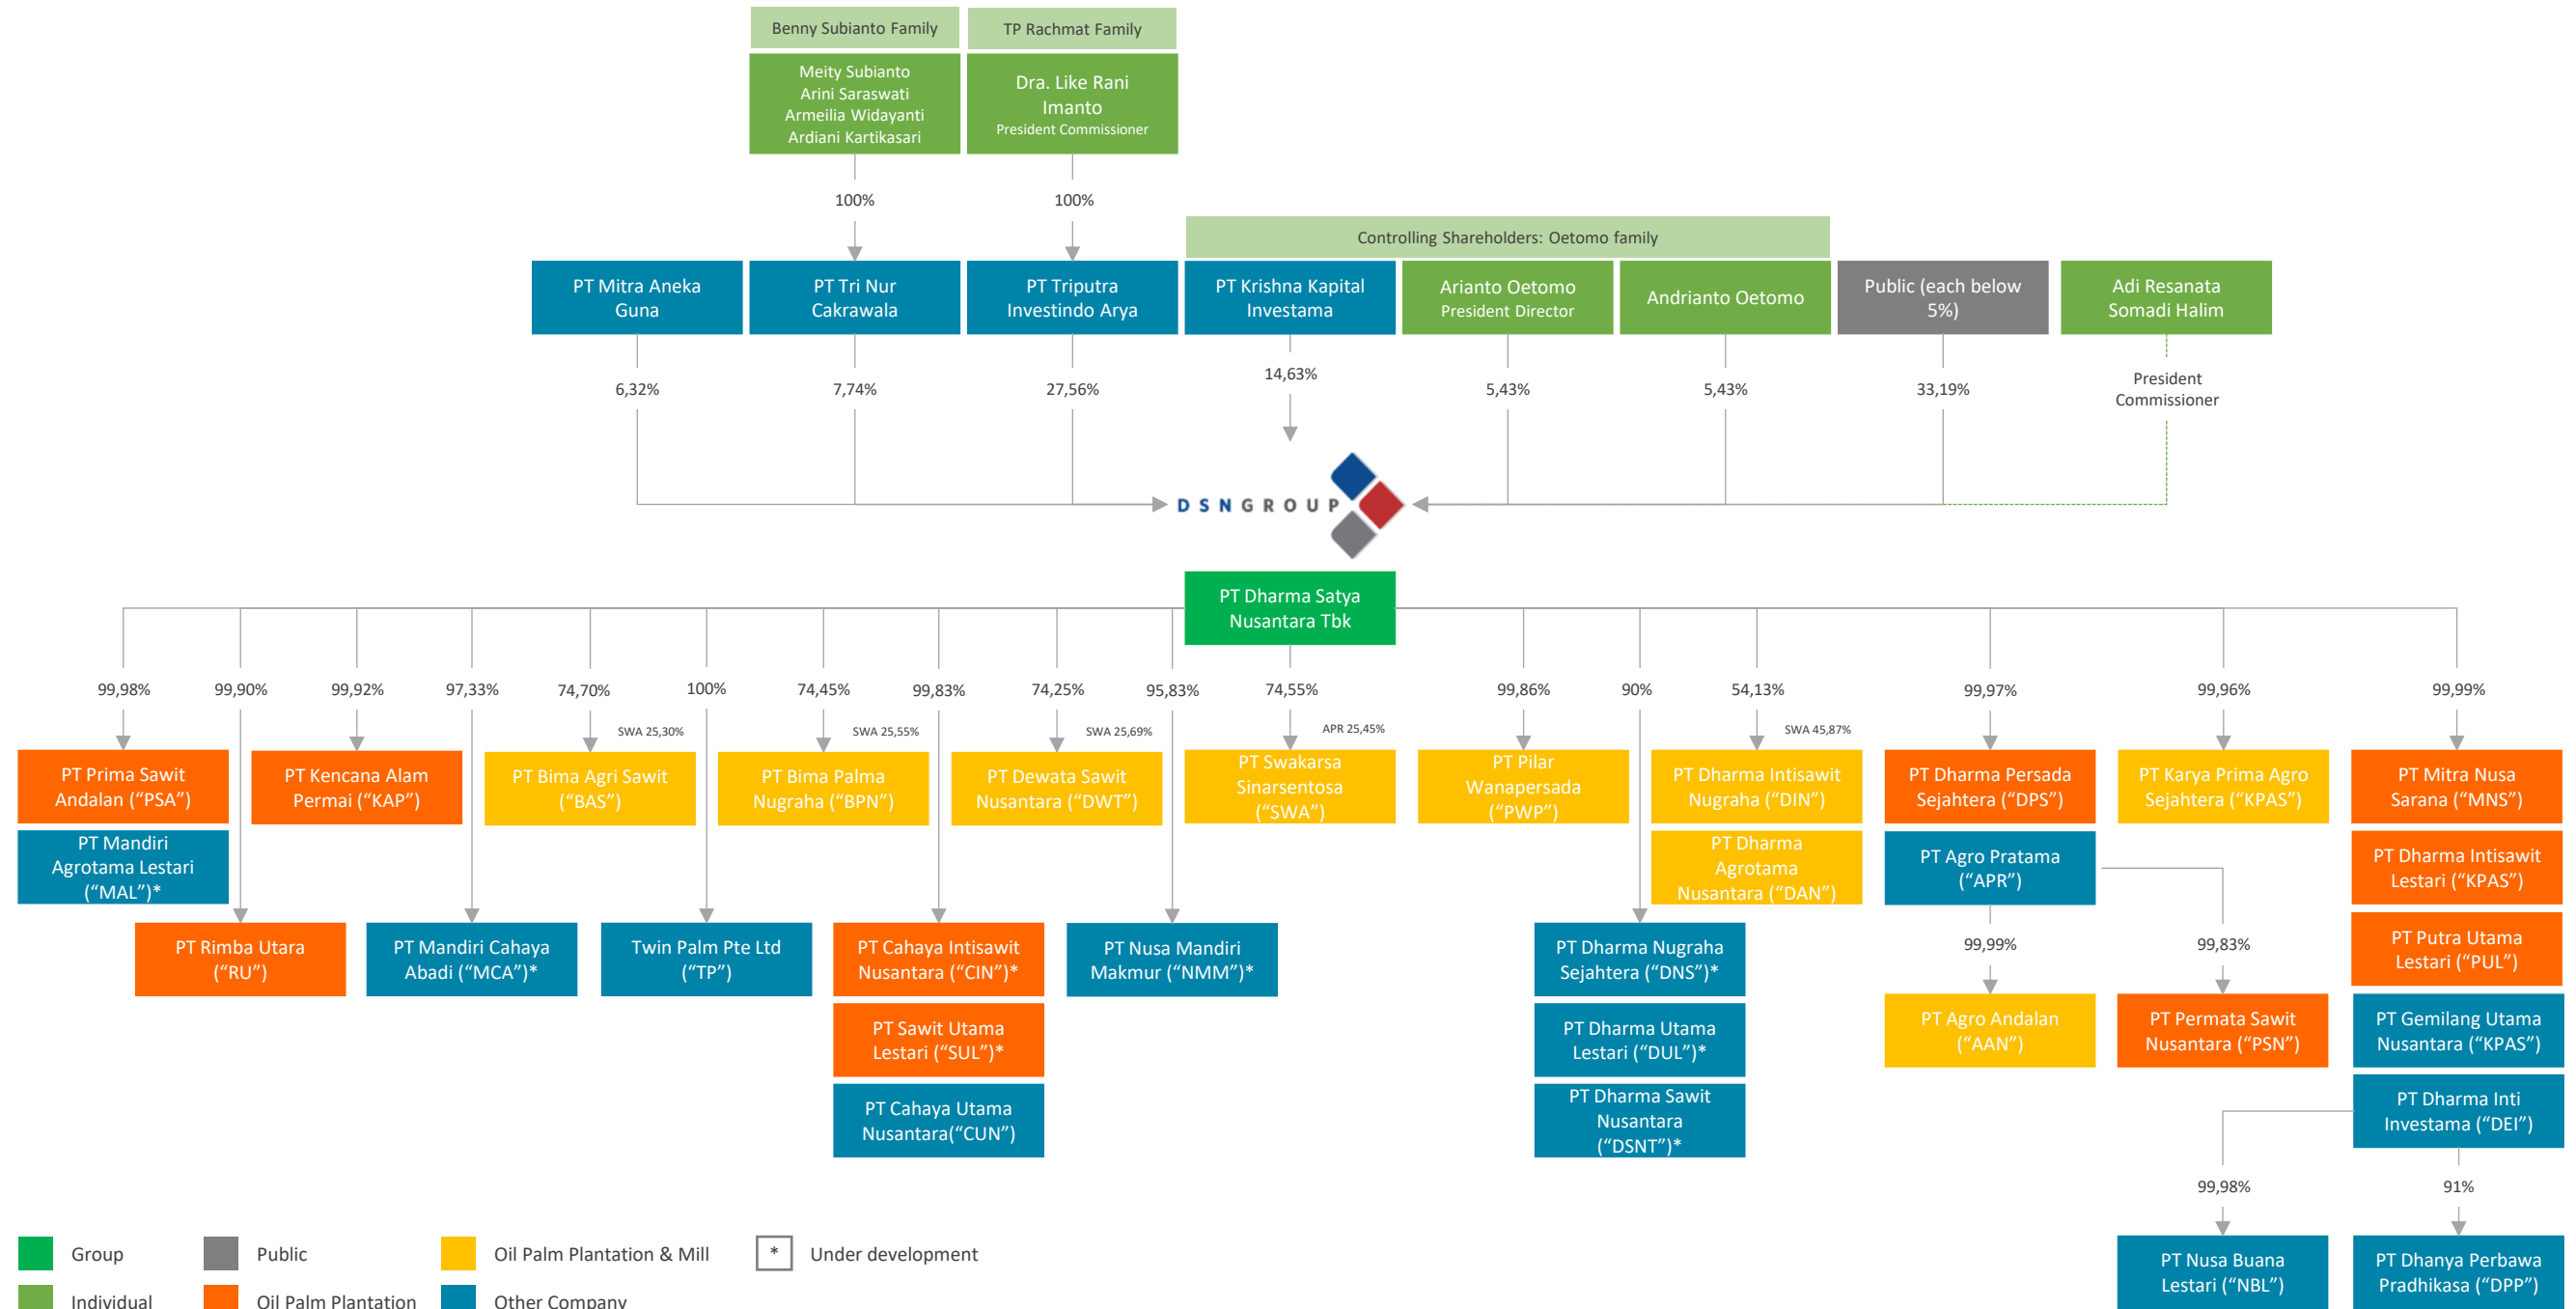 Benny Subianto Family
TP Rachmat Family
Meity Subianto
Arini Saraswati
Armeilia Widayanti
Ardiani Kartikasari
Dra. Like Rani
Imanto
President Commissioner
100%
100%
Controlling Shareholders: Oetomo family
PT Mitra Aneka
Guna
PT Tri Nur
Cakrawala
PT Triputra
Investindo Arya
PT Krishna Kapital
Investama
Arianto Oetomo
President Director
Andrianto Oetomo
Public (each below
5%)
Adi Resanata
Somadi Halim
6,32%
7,74%
27,56%
14,63%
5,43%
5,43%
33,19%
President
Commissioner
DSNGROUP
PT Dharma Satya
Nusantara Tbk
99,98%
99,90%
99,92%
97,33%
74,70%
100%
74,45%
99,83%
74,25%
95,83%
74,55%
99,86%
90%
54,13%
99,97%
99,96%
99,99%
SWA 25,30%
SWA 25,55%
SWA 25,69%
APR 25,45%
SWA 45,87%
PT Prima Sawit
Andalan (“PSA”)
PT Kencana Alam
Permai (“KAP”)
PT Bima Agri Sawit
(“BAS”)
PT Bima Palma
Nugraha (“BPN”)
PT Dewata Sawit
Nusantara (“DWT”)
PT Swakarsa
Sinarsentosa
(“SWA”)
PT Pilar
Wanapersada
(“PWP”)
PT Dharma Intisawit
Nugraha (“DIN”)
PT Dharma Persada
Sejahtera (“DPS”)
PT Karya Prima Agro
Sejahtera (“KPAS”)
PT Mitra Nusa
Sarana (“MNS”)
PT Mandiri
Agrotama Lestari
(“MAL”)*
PT Dharma
Agrotama
Nusantara (“DAN”)
PT Agro Pratama
(“APR”)
PT Dharma Intisawit
Lestari (“KPAS”)
PT Rimba Utara
(“RU”)
PT Mandiri Cahaya
Abadi (“MCA”)*
Twin Palm Pte Ltd
(“TP”)
PT Cahaya Intisawit
Nusantara (“CIN”)*
PT Nusa Mandiri
Makmur (“NMM”)*
PT Dharma Nugraha
Sejahtera (“DNS”)*
99,99%
99,83%
PT Putra Utama
Lestari (“PUL”)
PT Sawit Utama
Lestari (“SUL”)*
PT Dharma Utama
Lestari (“DUL”)*
PT Agro Andalan
(“AAN”)
PT Permata Sawit
Nusantara (“PSN”)
PT Gemilang Utama
Nusantara (“KPAS”)
PT Cahaya Utama
Nusantara(“CUN”)
PT Dharma Sawit
Nusantara
(“DSNT”)*
PT Dharma Inti
Investama (“DEI”)
99,98%
91%
PT Nusa Buana
Lestari (“NBL”)
PT Dhanya Perbawa
Pradhikasa (“DPP”)
Group
Public
Oil Palm Plantation & Mill
* Under development
Individual
Oil Palm Plantation
Other Company